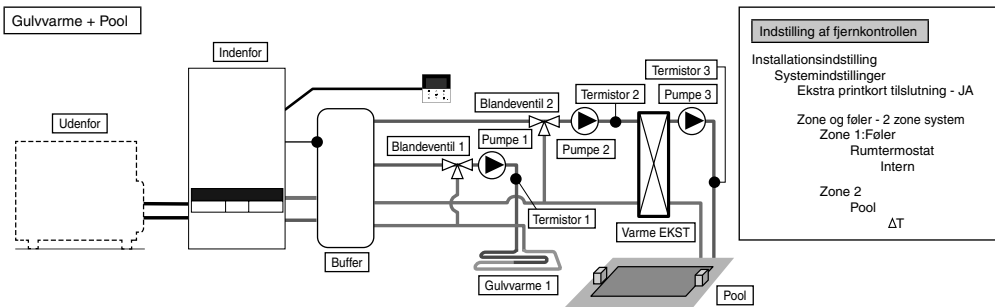 Gulvvarme + Pool
Indenfor
Udenfor
Blandeventil 2
Termistor 2
Termistor 3
Pumpe 3
Blandeventil 1
Pumpe 1
Pumpe 2
Termistor 1
Varme EKST
Buffer
Gulvvarme 1
Pool
Indstilling af fjernkontrollen
Installationsindstilling
Systemindstillinger
Ekstra printkort tilslutning - JA
Zone og føler - 2 zone system
Zone 1:Føler
Rumtermostat
Intern
Zone 2
Pool
ΔT